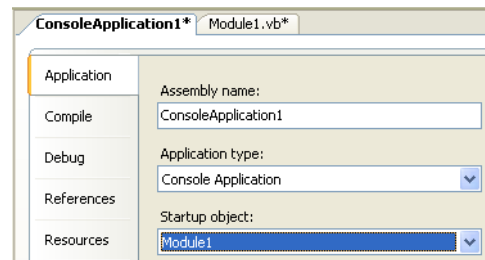 ConsoleApplication1* Module1.vb*
Application
Assembly name:
Compile
ConsoleApplication1
Debug
Application type:
Console Application
References
Startup object:
Resources
Module1